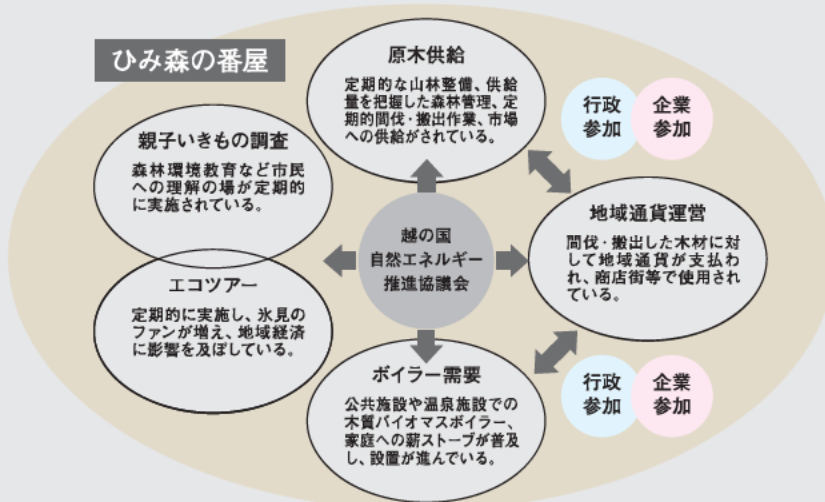 ひみ森の番屋
原木供給
定期的な山林整備、供給
量を把握した森林管理、定
期的間伐・搬出作業、市場
への供給がされている。
行政
参加
企業
参加
親子いきもの調査
森林環境教育など市民
への理解の場が定期的
に実施されている。
越の国
自然エネルギー
推進協議会
地域通貨運営
間伐・搬出した木材に対
して地域通貨が支払わ
れ、商店街等で使用され
ている。
エコツアー
定期的に実施し、氷見の
ファンが増え、地域経済
に影響を及ぼしている。
ボイラー需要
公共施設や温泉施設での
木質バイオマスボイラー、
家庭への薪ストーブが普及
し、設置が進んでいる。
行政
参加
企業
参加